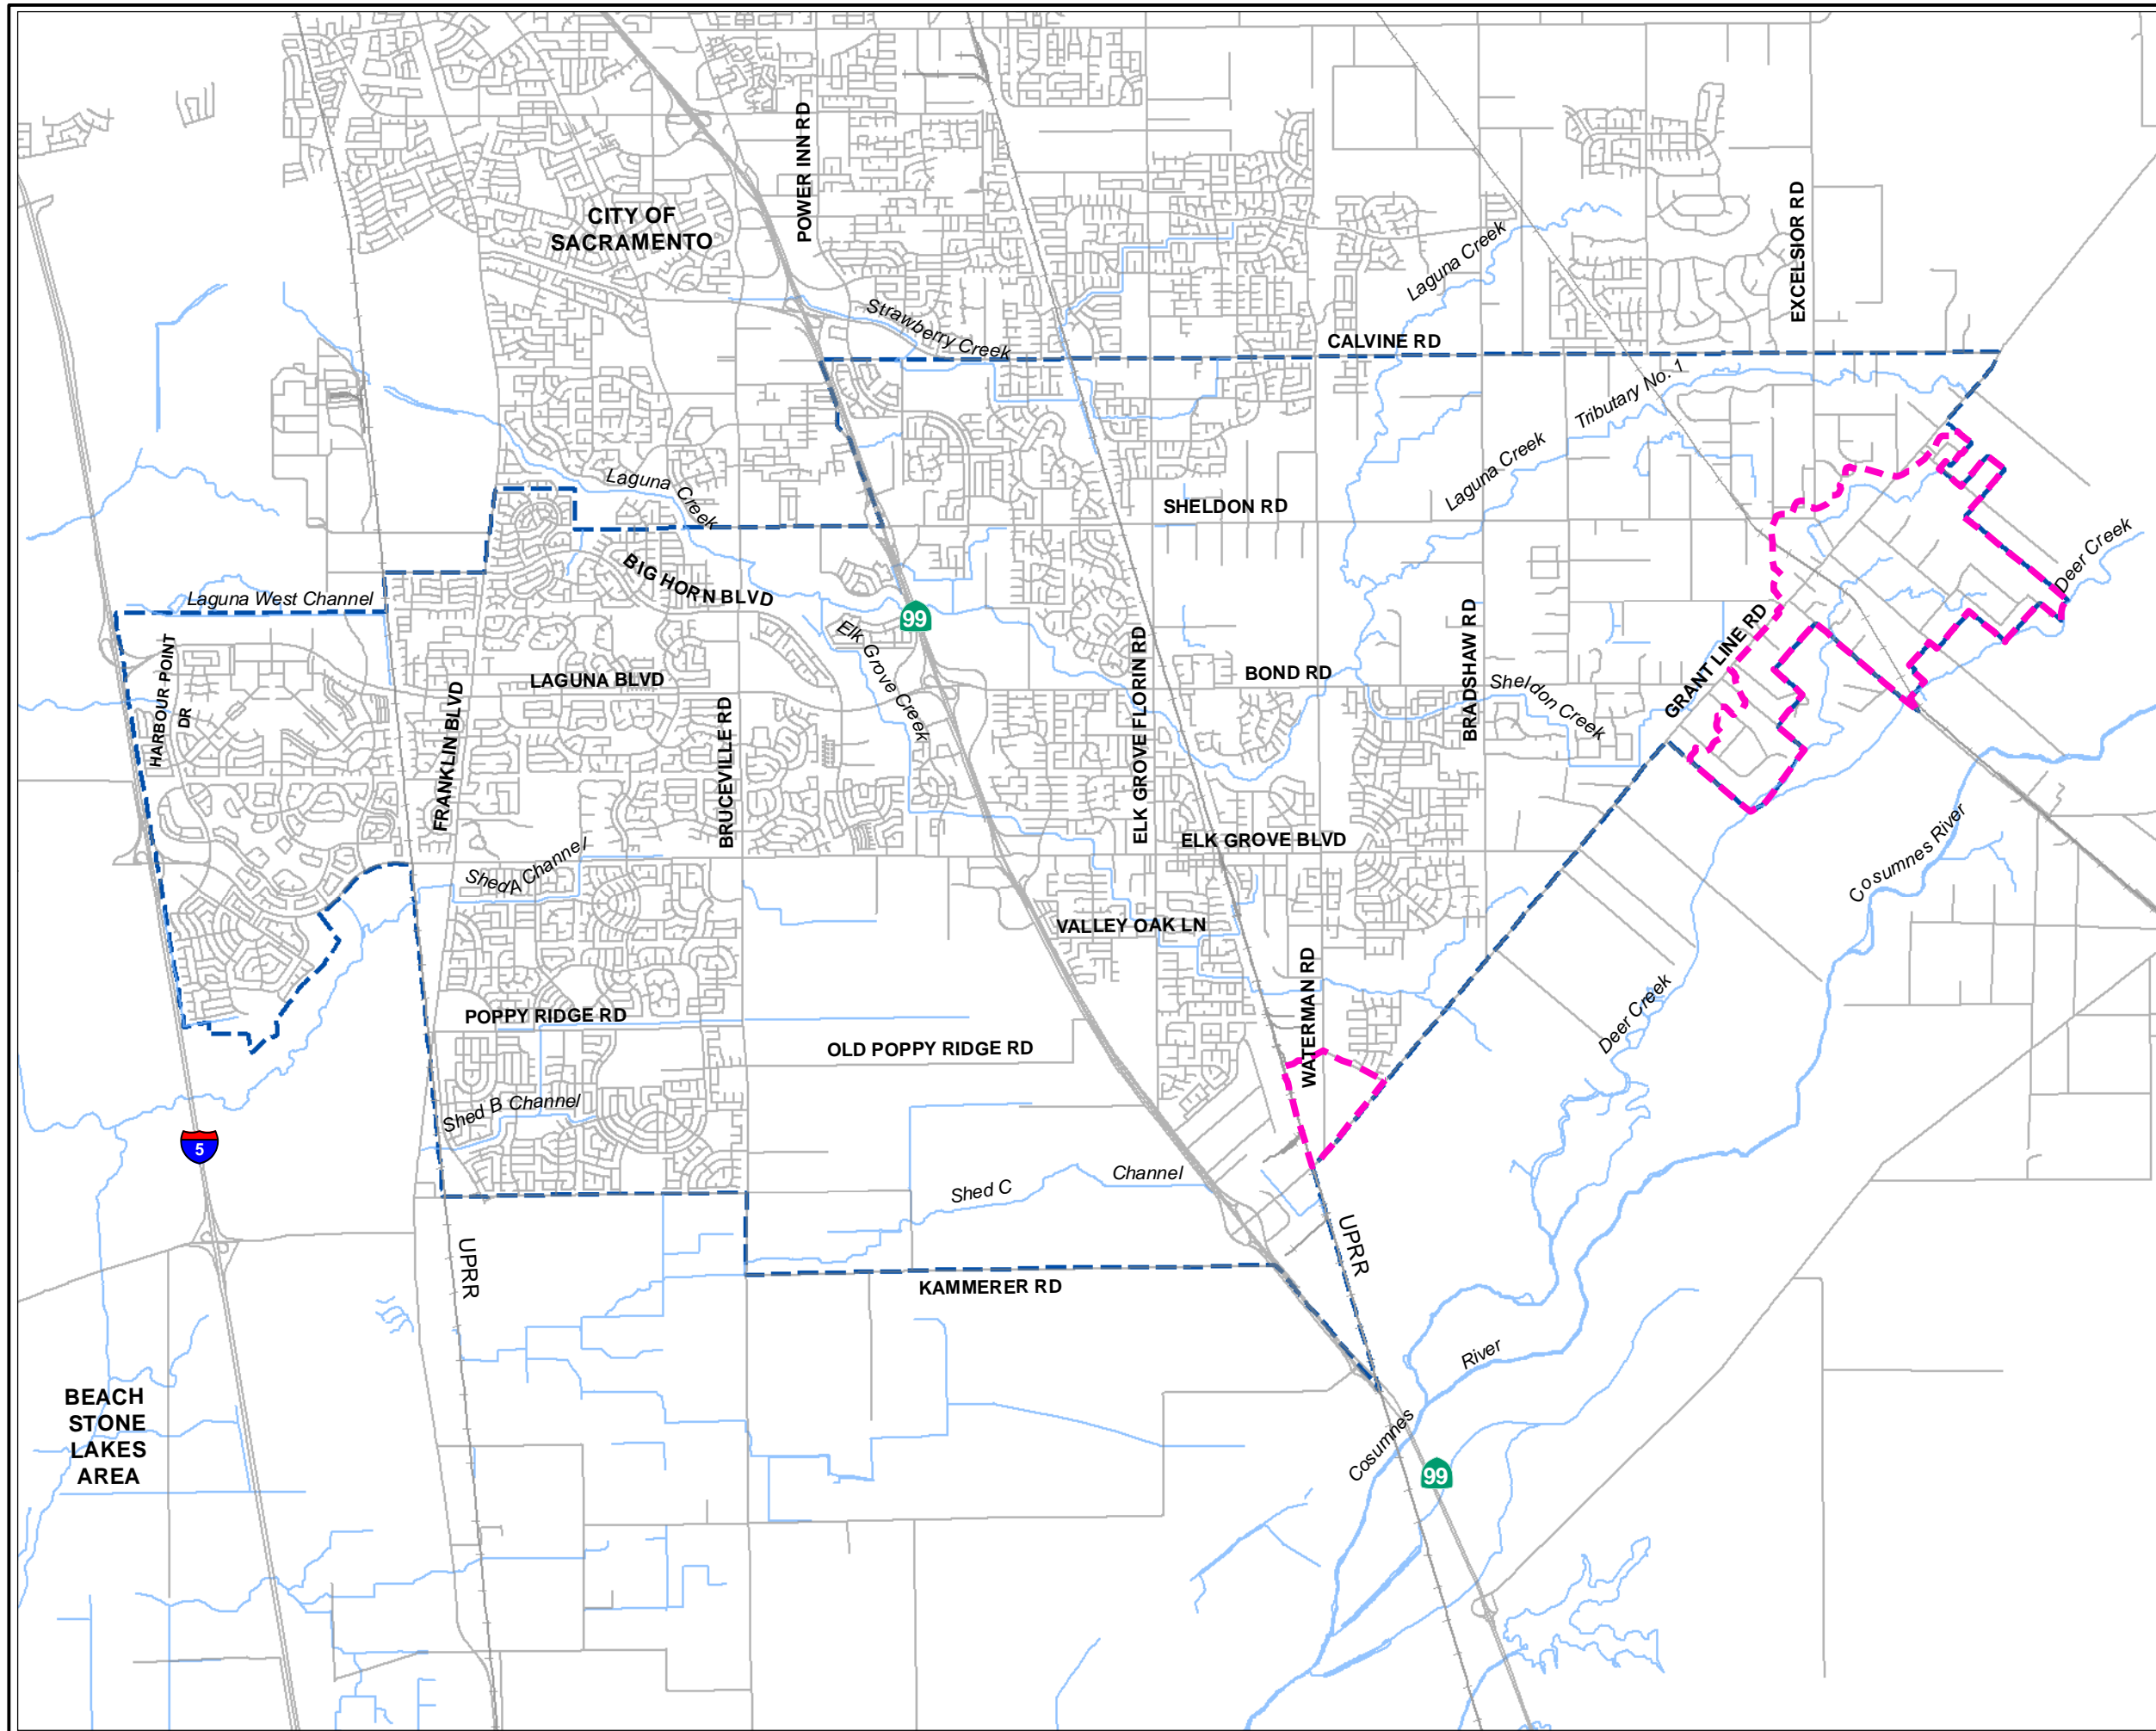 POWER INN RD
CITY OF
SACRAMENTO
EXCELSIOR RD
Laguna Creek
Strawberry Creek
CALVINE RD
Tributary No. 1
Laguna Creek
Laguna Creek
SHELDON RD
Deer Creek
BIG HORN BLVD
Laguna West Channel
99
Elk Grove Creek
HARBOUR POINT
DR
LAGUNA BLVD
FRANKLIN BLVD
BRUCEVILLE RD
ELK GROVE FLORIN RD
BOND RD
BRADSHAW RD
Sheldon Creek
GRANT LINE RD
Shed A Channel
ELK GROVE BLVD
Cosumnes River
VALLEY OAK LN
WATERMAN RD
POPPY RIDGE RD
OLD POPPY RIDGE RD
Deer Creek
Shed B Channel
5
Shed C
Channel
UPRR
UPRR
KAMMERER RD
River
Cosumnes
BEACH
STONE
LAKES
AREA
99